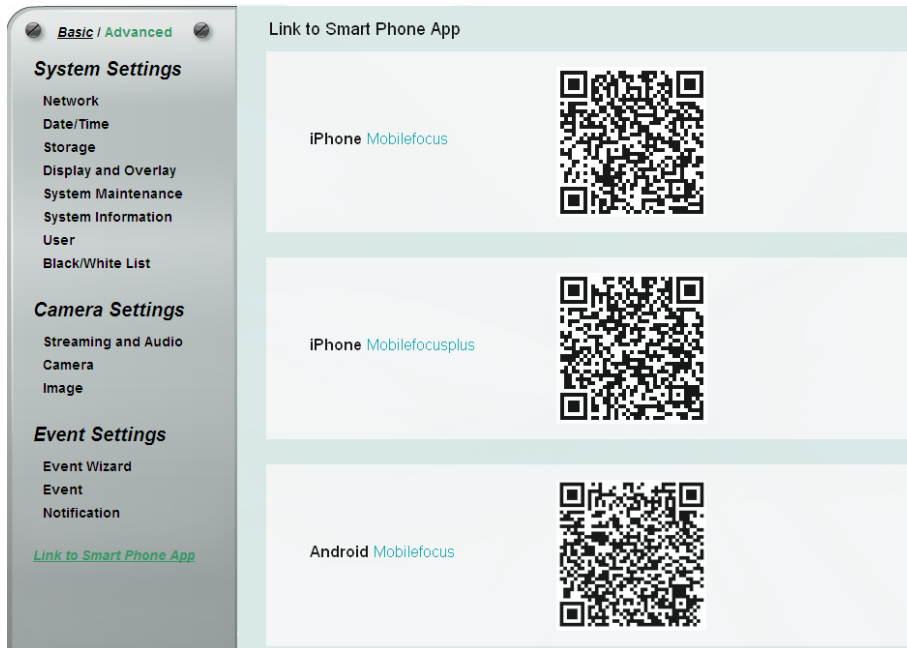 Basic / Advanced
System Settings
Network
Date/Time
Storage
Display and Overlay
System Maintenance
System Information
User
Black/White List
Camera Settings
Streaming and Audio
Camera
Image
Event Settings
Event Wizard
Event
Notification
Link to Smart Phone App
Link to Smart Phone App
iPhone Mobilefocus
iPhone Mobilefocusplus
Android Mobilefocus